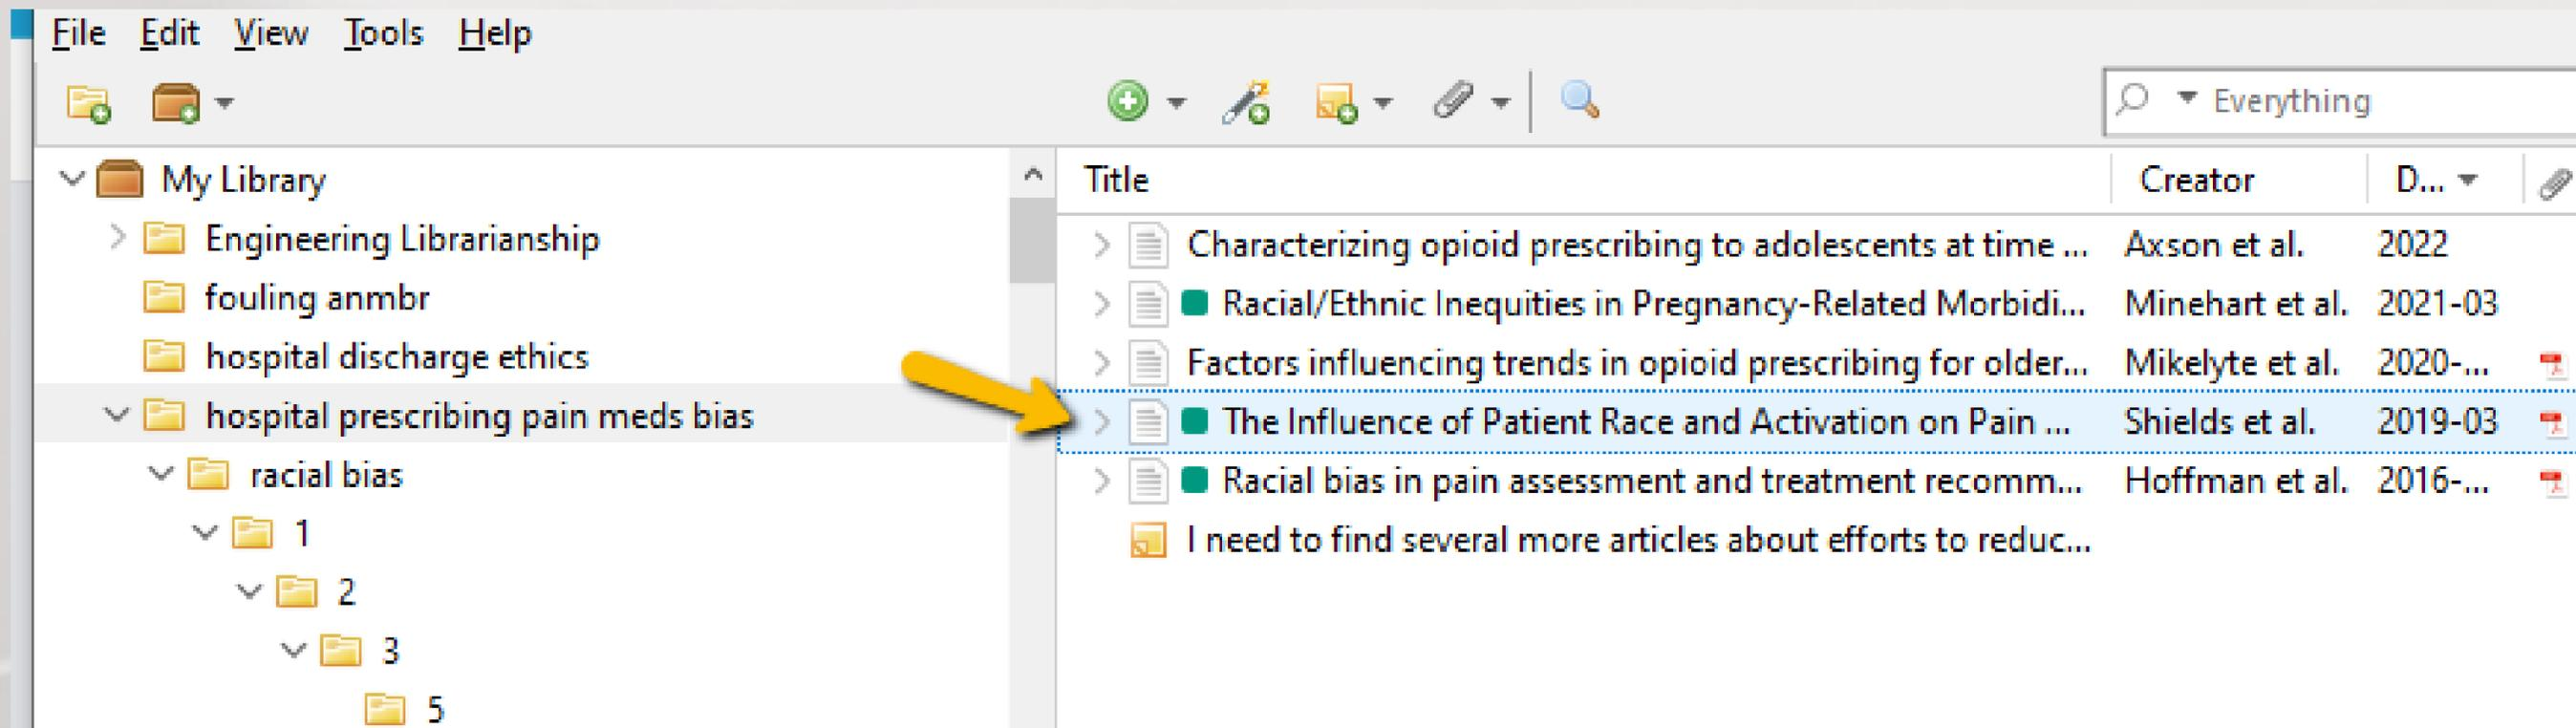 File Edit View Tools Help
Everything
My Library
Engineering Librarianship
fouling anmbr
hospital discharge ethics
hospital prescribing pain meds bias
racial bias
1
2
3
5
Title Creator D...
Characterizing opioid prescribing to adolescents at time ... Axson et al. 2022
Racial/Ethnic Inequities in Pregnancy-Related Morbidi... Minehart et al. 2021-03
Factors influencing trends in opioid prescribing for older... Mikelyte et al. 2020-...
The Influence of Patient Race and Activation on Pain ... Shields et al. 2019-03
Racial bias in pain assessment and treatment recomm... Hoffman et al. 2016-...
I need to find several more articles about efforts to reduc...